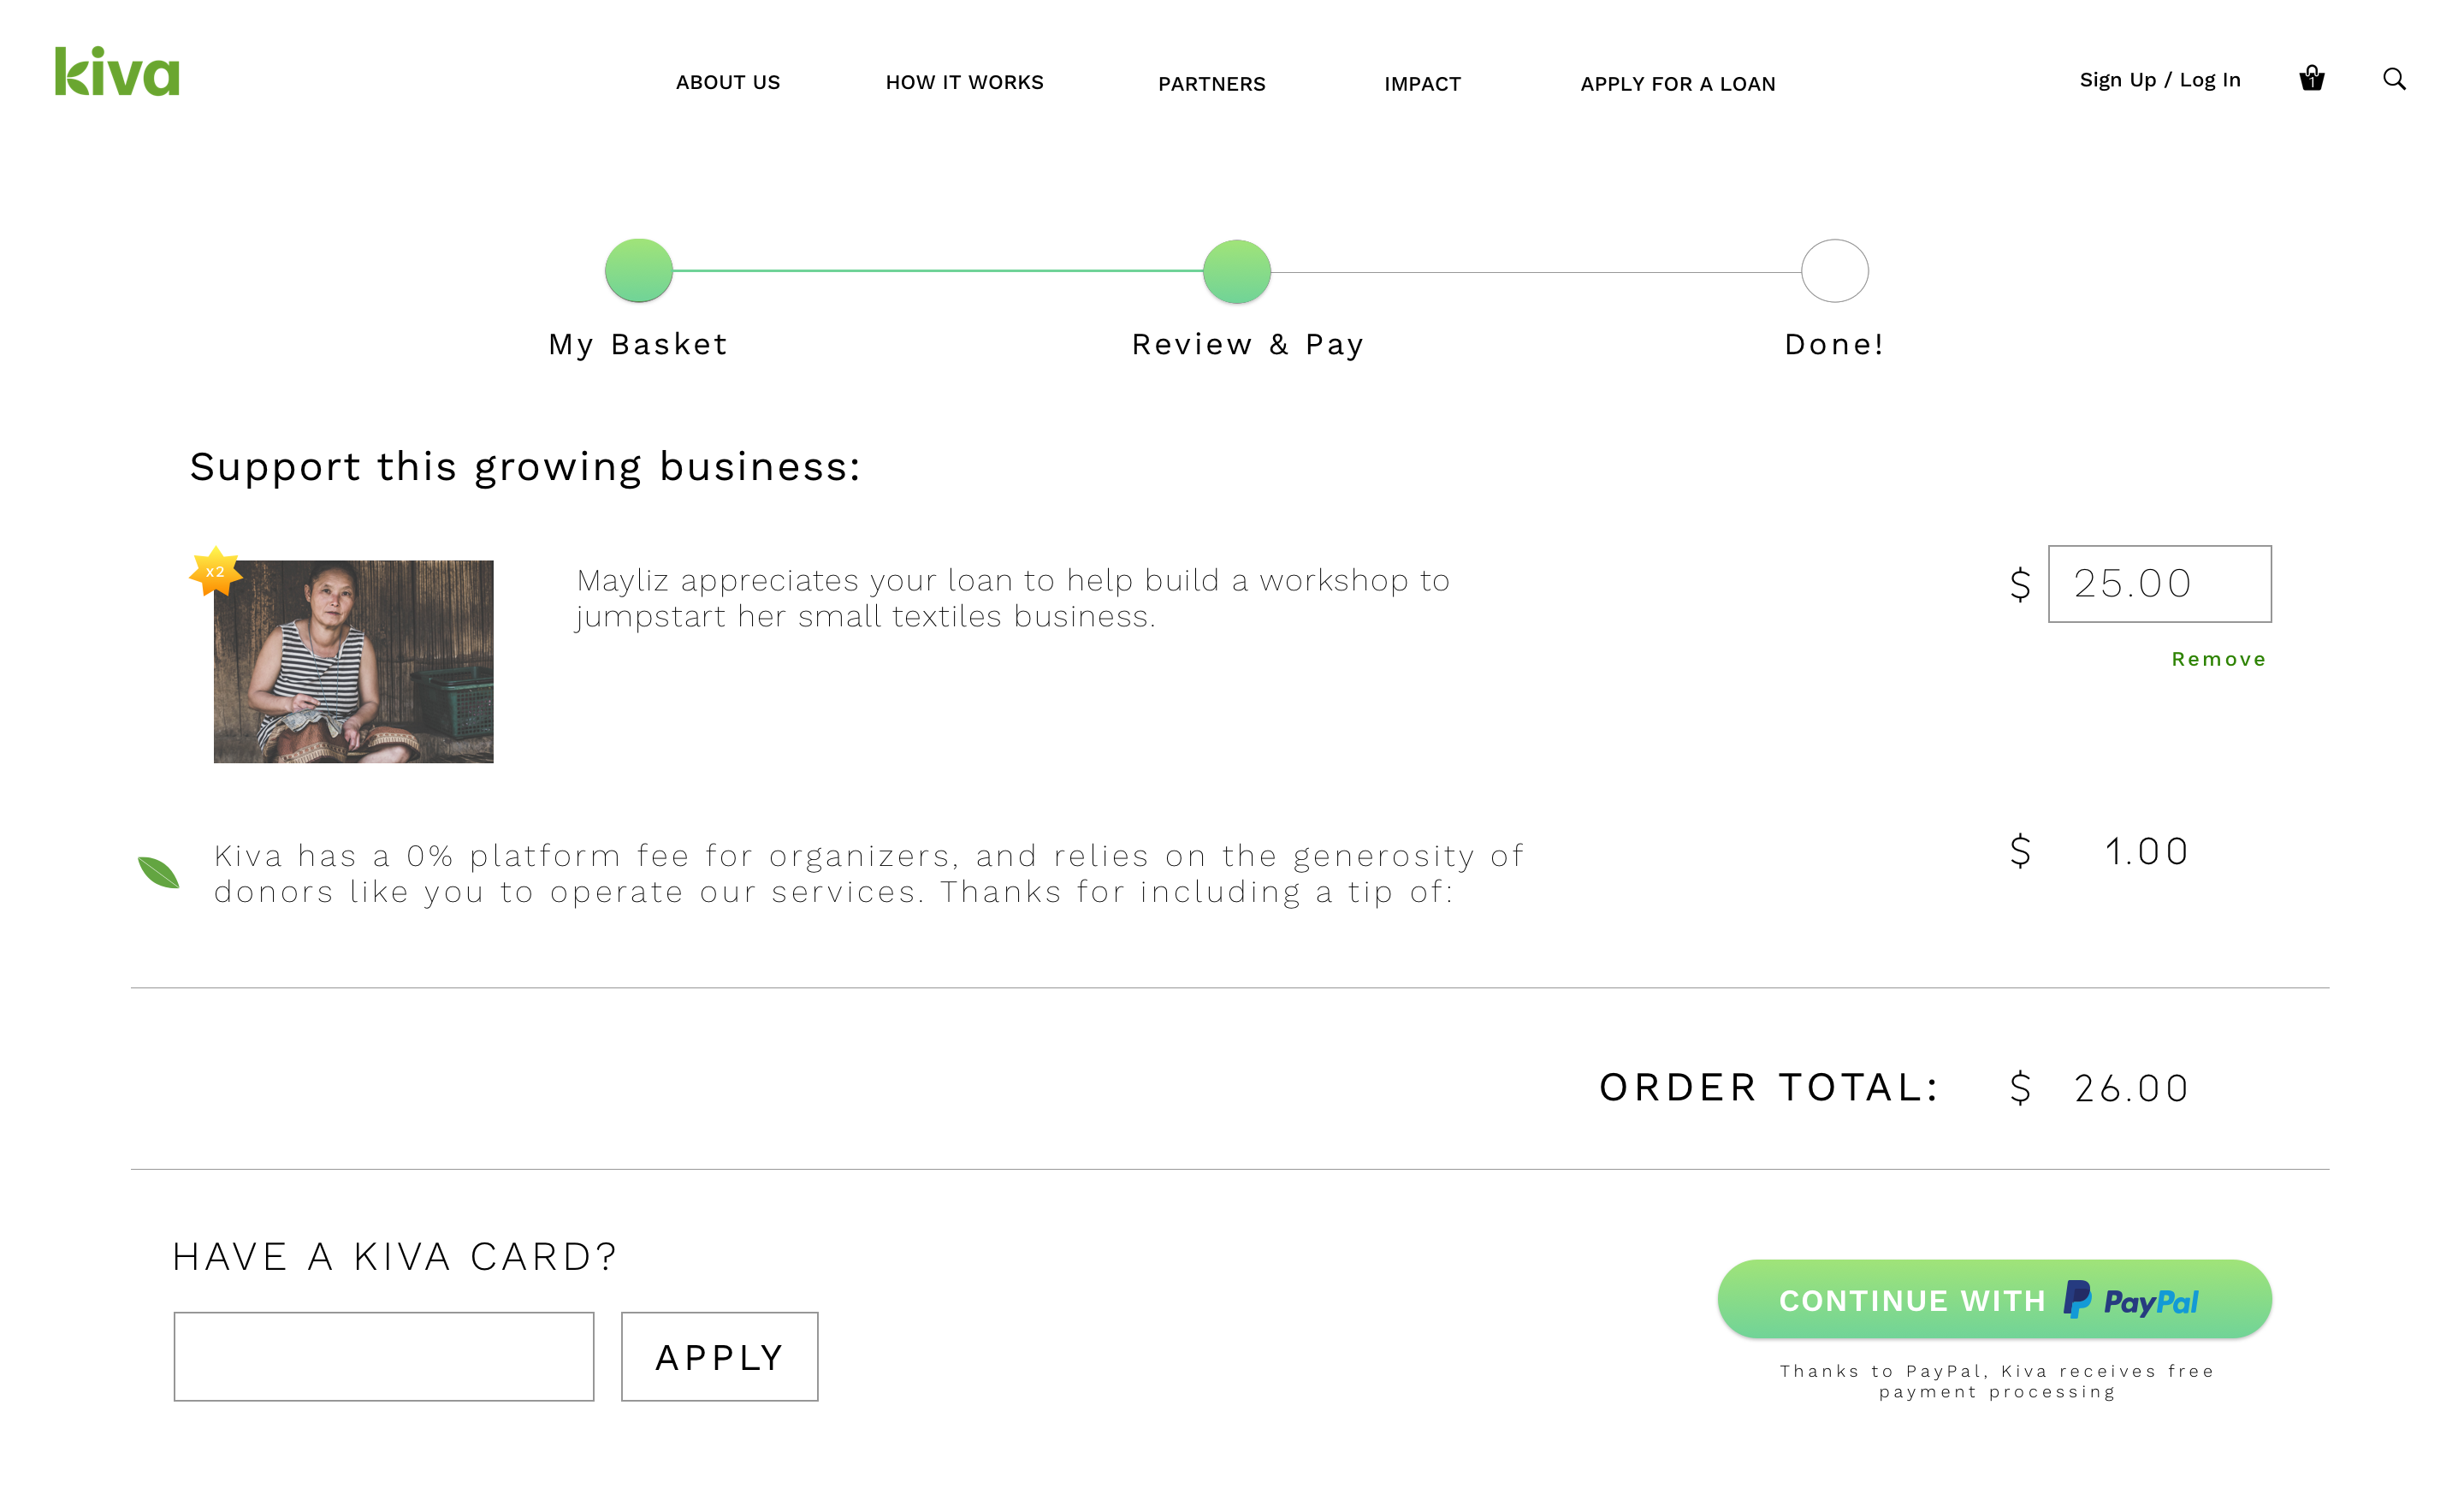 kiva
ABOUT US
HOW IT WORKS
PARTNERS
IMPACT
APPLY FOR A LOAN
Sign Up / Log In
1
My Basket
Review & Pay
Done!
Support this growing business:
x2
Mayliz appreciates your loan to help build a workshop to
jumpstart her small textiles business.
$ 25.00
Remove
Kiva has a 0% platform fee for organizers, and relies on the generosity of
donors like you to operate our services. Thanks for including a tip of:
$ 1.00
ORDER TOTAL: $ 26.00
HAVE A KIVA CARD?
APPLY
CONTINUE WITH PayPal
Thanks to PayPal, Kiva receives free
payment processing